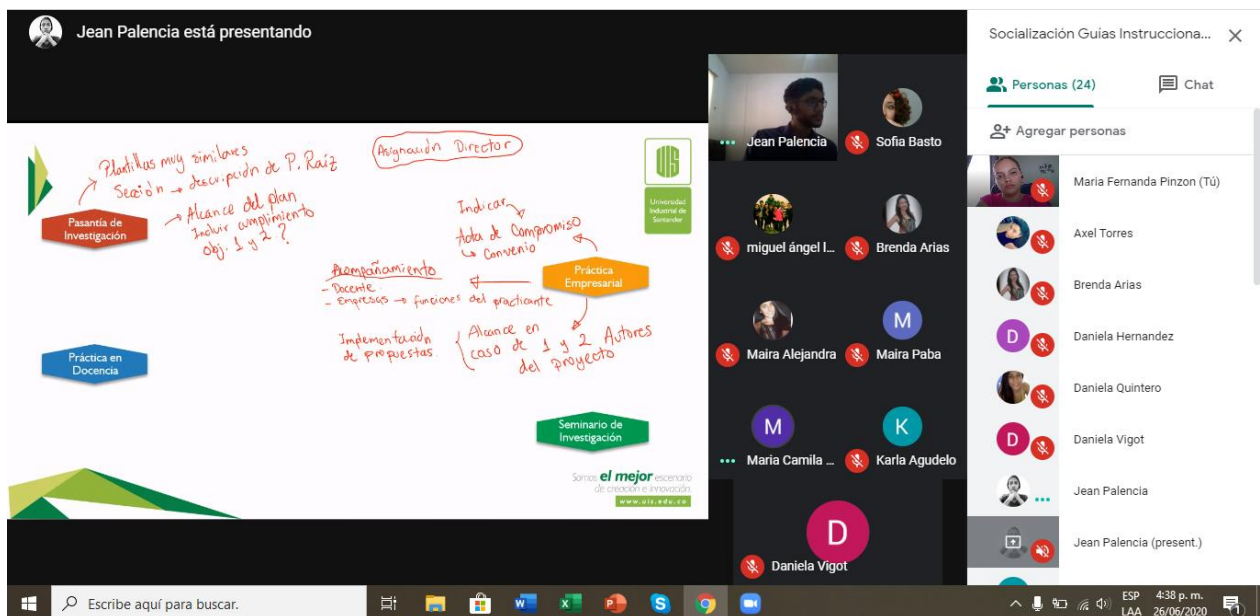 Jean Palencia está presentando
Asignación Director
Plantillas muy similares
Sección → descripción de P. Raíz
Pasantía de
Investigación
→ Alcance del plan
Incluir cumplimiento
obj. 1 y 2?
UIS
Universidad
Industrial de
Santander
Indicar
Acta de Compromiso
↳ Convenio
Práctica
Empresarial
Acompañamiento
- Docente.
- Empresas → funciones del practicante
Implementación
de propuestas.
Alcance en
caso de 1 y 2 Autores
del proyecto
Práctica en
Docencia
Seminario de
Investigación
Somos el mejor escenario
de creación e innovación.
www.uis.edu.co
Jean Palencia
Sofia Basto
miguel ángel l...
Brenda Arias
Maira Alejandra
M
Maira Paba
M
Maria Camila ...
K
Karla Agudelo
D
Daniela Vigot
Socialización Guías Instrucciona...
Personas (24)
Chat
Agregar personas
Maria Fernanda Pinzon (Tú)
Axel Torres
Brenda Arias
D
Daniela Hernandez
Daniela Quintero
D
Daniela Vigot
Jean Palencia
Jean Palencia (present.)
Escribe aquí para buscar.
ESP
LAA
4:38 p. m.
26/06/2020